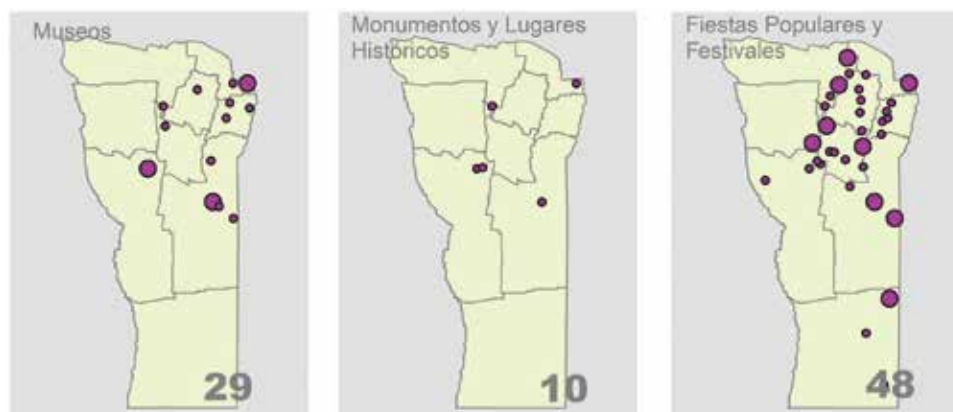 Museos
29
Monumentos y Lugares
Históricos
10
Fiestas Populares y
Festivales
48